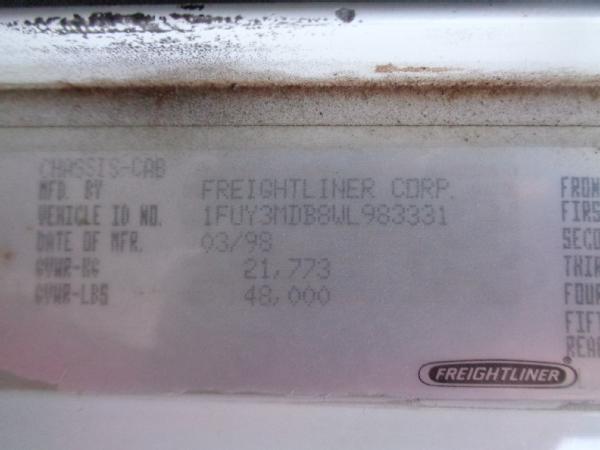 CHASSIS-CAB
MFD. BY FREIGHTLINER CORP.
VEHICLE ID NO. 1FUY3MDB8WL983331
DATE OF MFR. 03/98
GVWR-KG 21,773
GVWR-LBS 48,000
FRON
FIRS
SECO
THIR
FOUR
FIFT
REAR
FREIGHTLINER®